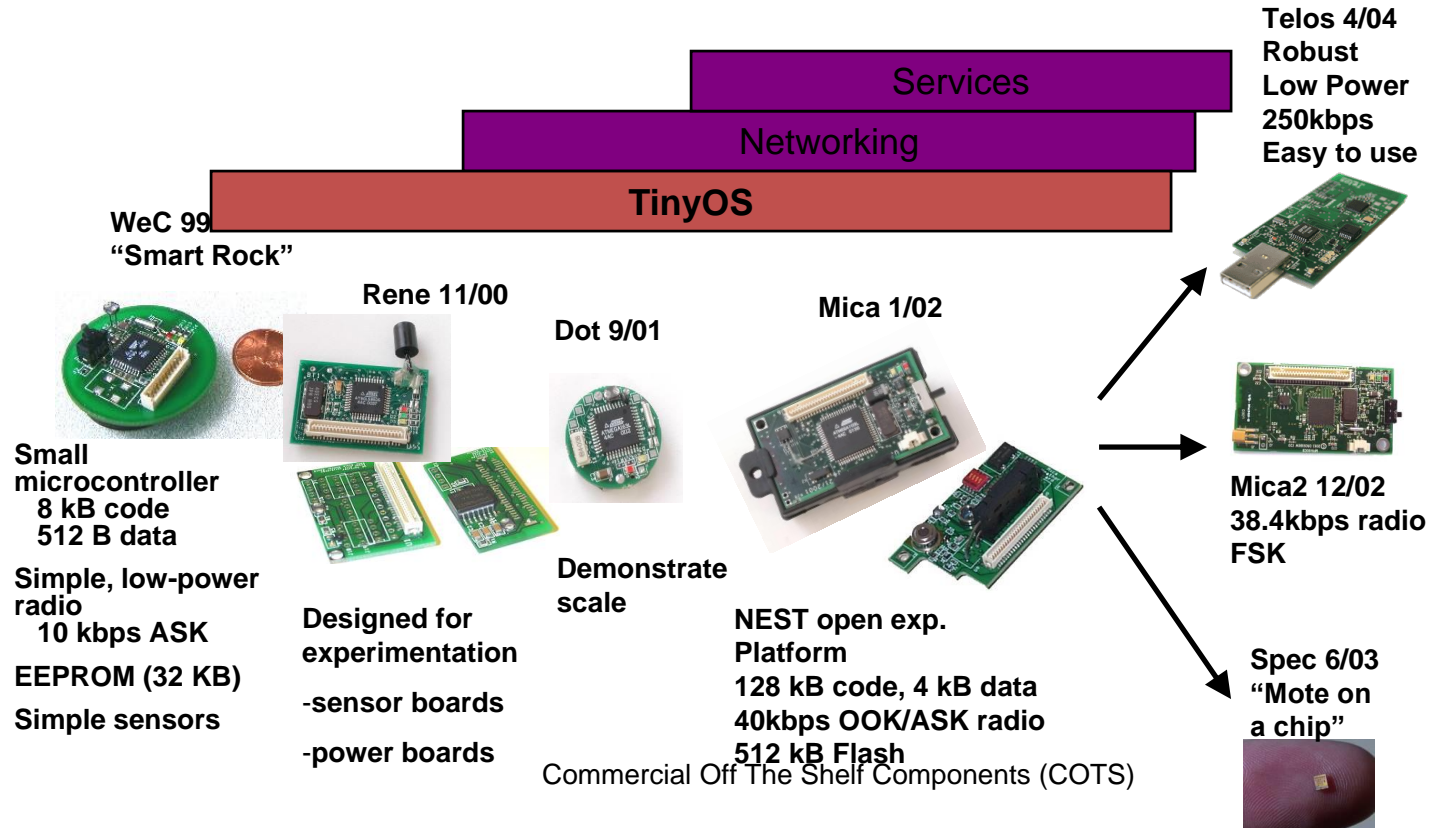 Telos 4/04
Robust
Low Power
250kbps
Easy to use
Services
Networking
TinyOS
WeC 99
“Smart Rock”
Rene 11/00
Dot 9/01
Mica 1/02
Small
microcontroller
8 kB code
512 B data
Simple, low-power
radio
10 kbps ASK
EEPROM (32 KB)
Simple sensors
Designed for
experimentation
-sensor boards
-power boards
Demonstrate
scale
NEST open exp.
Platform
128 kB code, 4 kB data
40kbps OOK/ASK radio
512 kB Flash
Commercial Off The Shelf Components (COTS)
Mica2 12/02
38.4kbps radio
FSK
Spec 6/03
“Mote on
a chip”